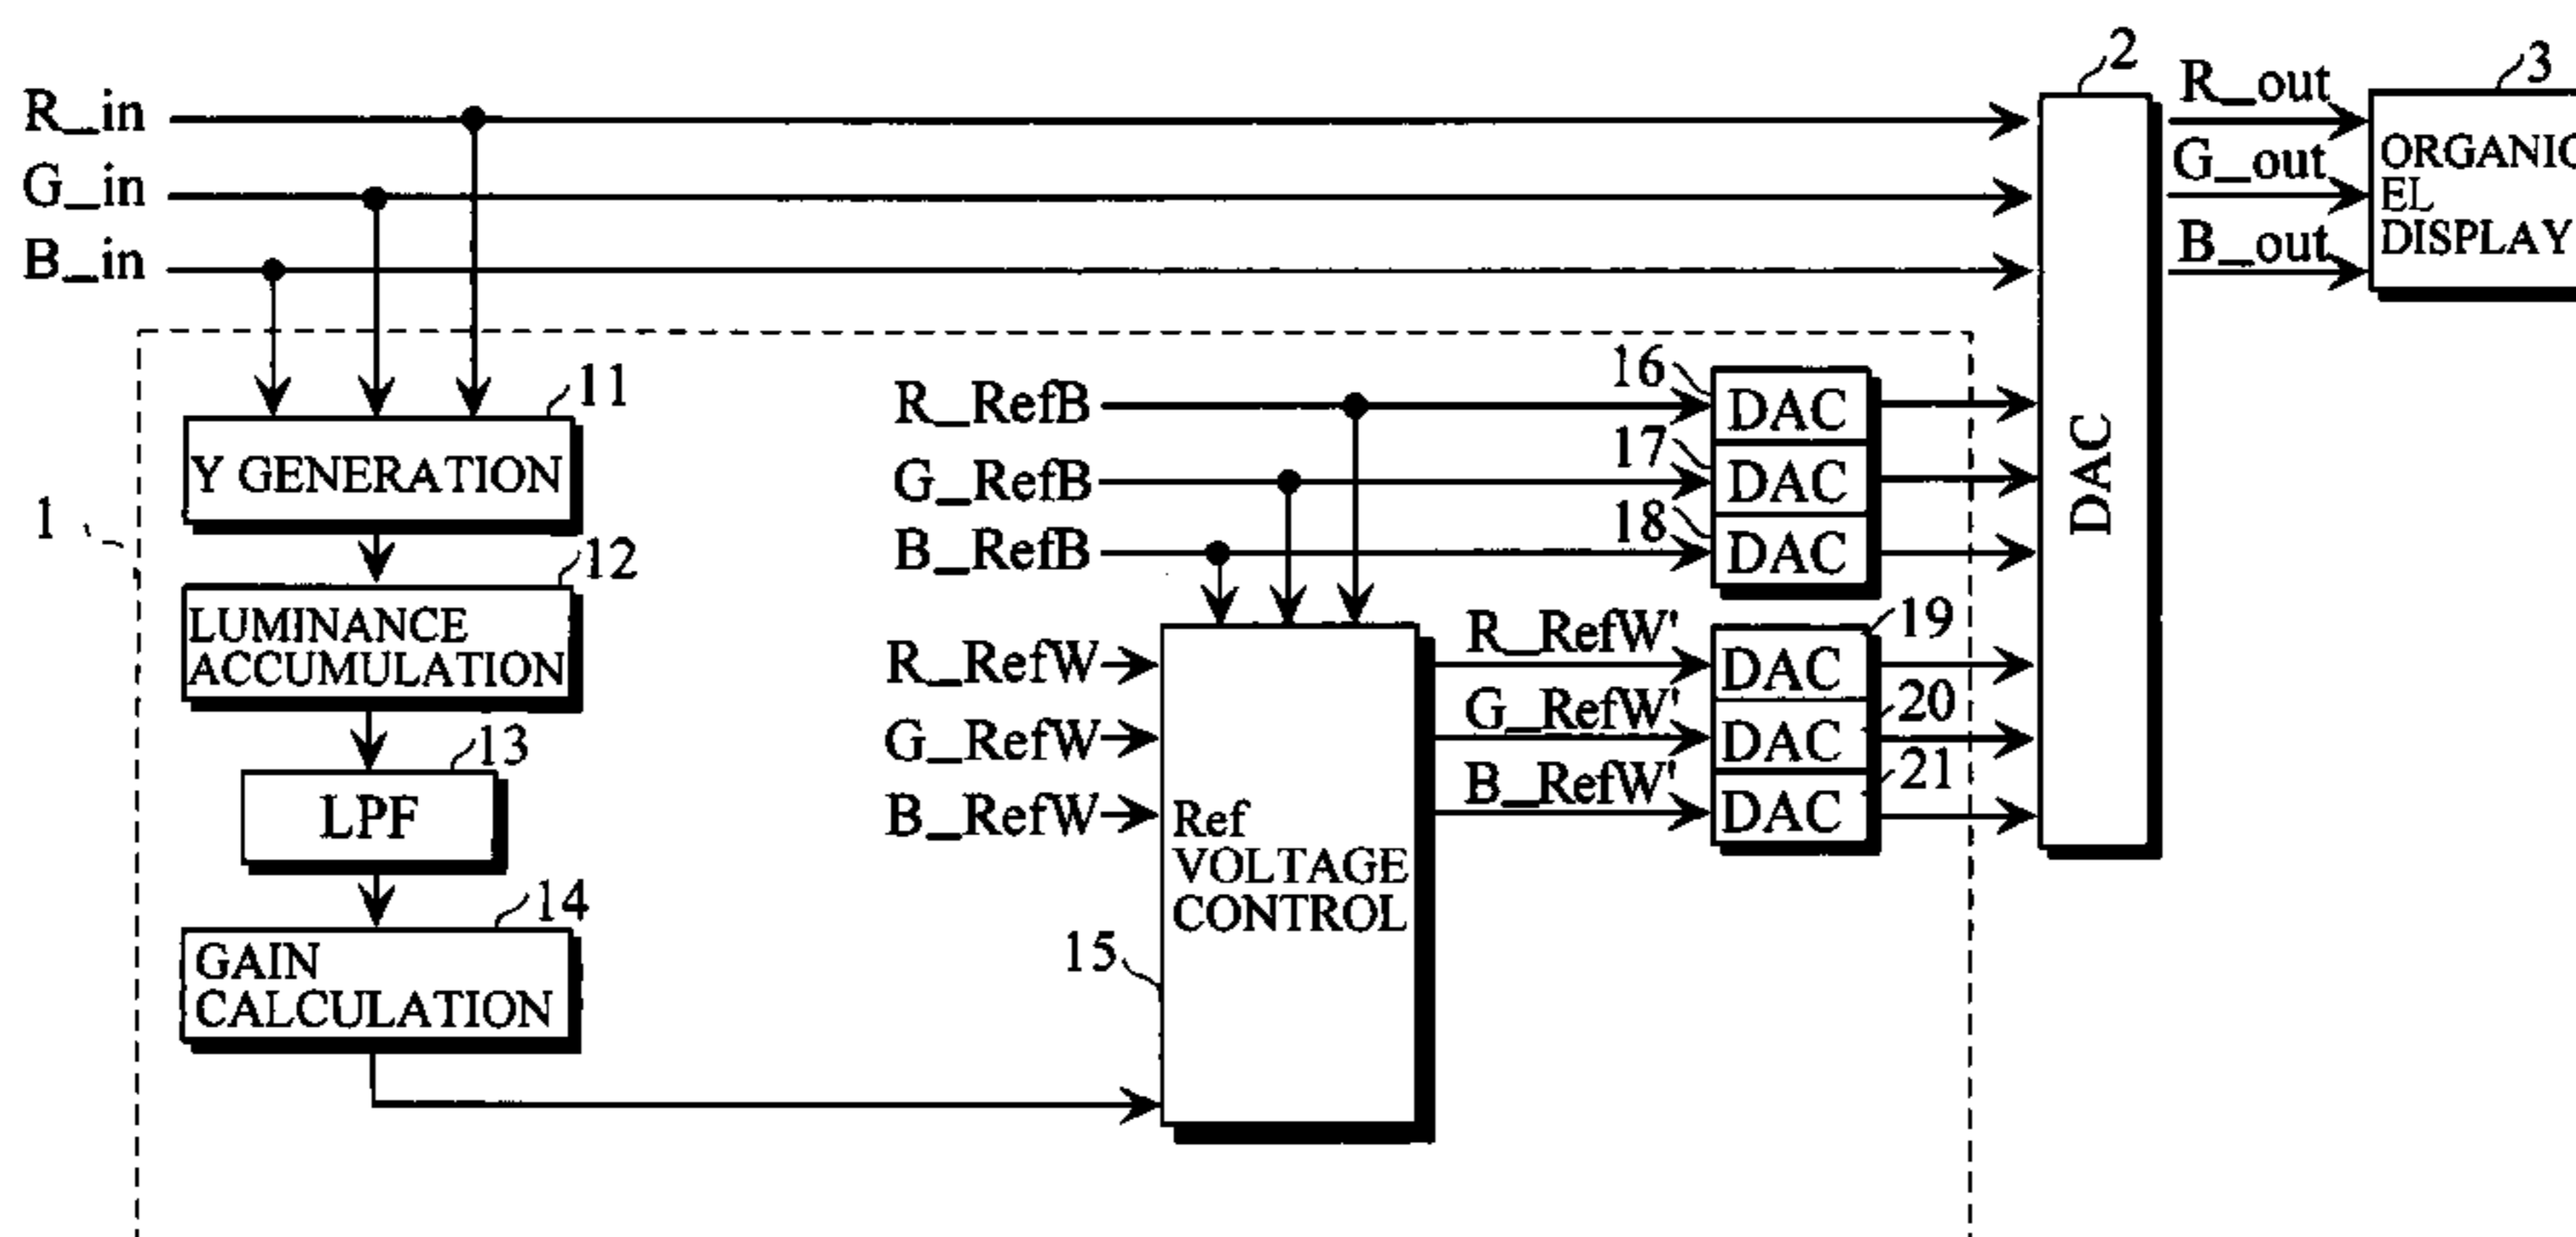 R_in
G_in
B_in
2
R_out
G_out
B_out
3
ORGANIC
EL
DISPLAY
1
11
Y GENERATION
12
LUMINANCE
ACCUMULATION
13
LPF
14
GAIN
CALCULATION
R_RefB
G_RefB
B_RefB
16
DAC
17
DAC
18
DAC
R_RefW
G_RefW
B_RefW
15
Ref
VOLTAGE
CONTROL
R_RefW'
G_RefW'
B_RefW'
19
DAC
20
DAC
21
DAC
DAC